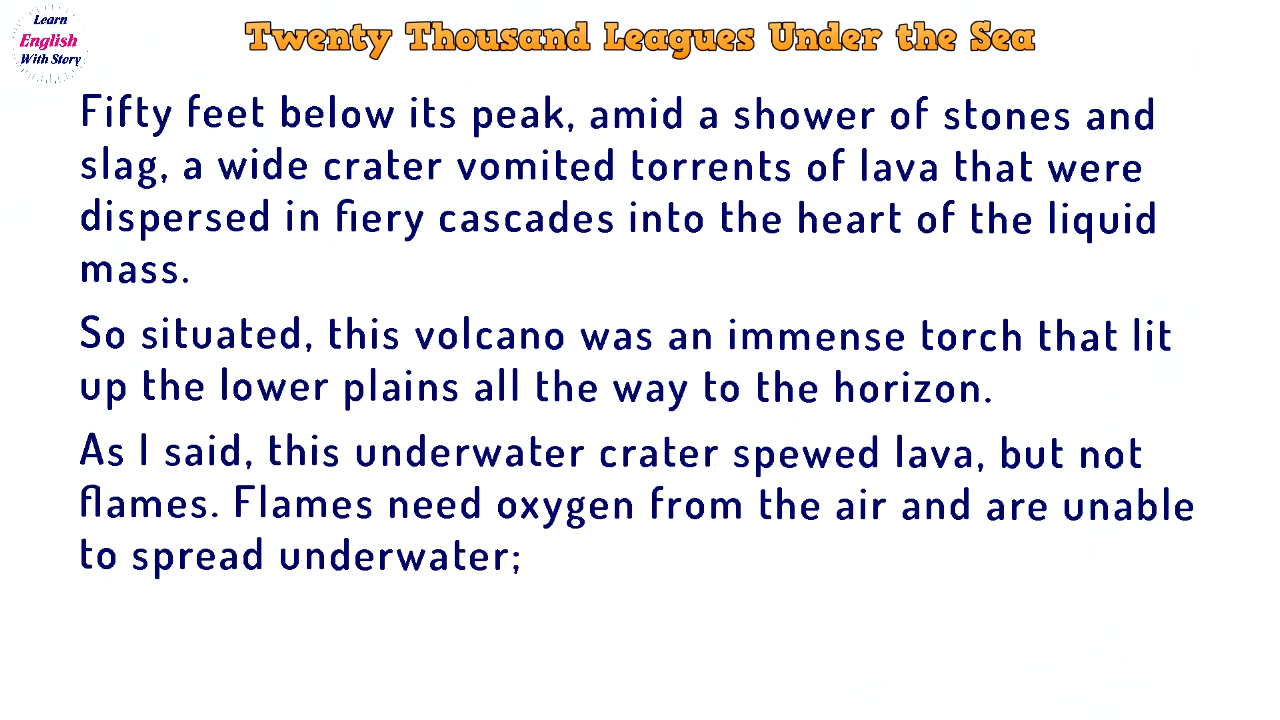 Learn
English
With Story
Twenty Thousand Leagues Under the Sea
Fifty feet below its peak, amid a shower of stones and
slag, a wide crater vomited torrents of lava that were
dispersed in fiery cascades into the heart of the liquid
mass.
So situated, this volcano was an immense torch that lit
up the lower plains all the way to the horizon.
As I said, this underwater crater spewed lava, but not
flames. Flames need oxygen from the air and are unable
to spread underwater;